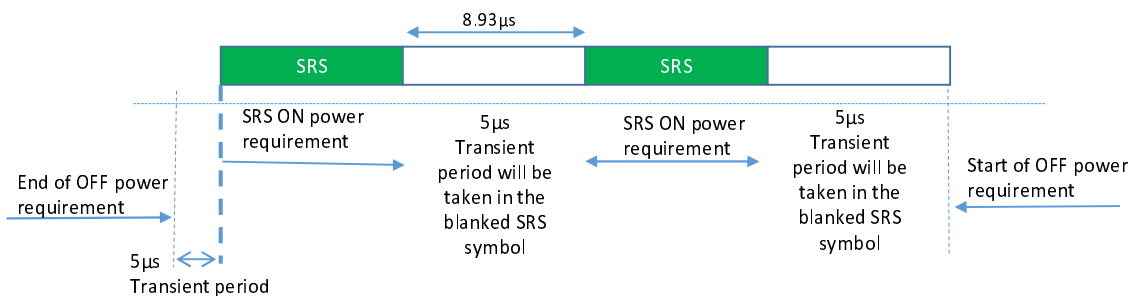 8.93µs
SRS
SRS
SRS ON power
requirement
5µs
Transient
period will be
taken in the
blanked SRS
symbol
SRS ON power
requirement
5µs
Transient
period will be
taken in the
blanked SRS
symbol
End of OFF power
requirement
Start of OFF power
requirement
5µs
Transient period